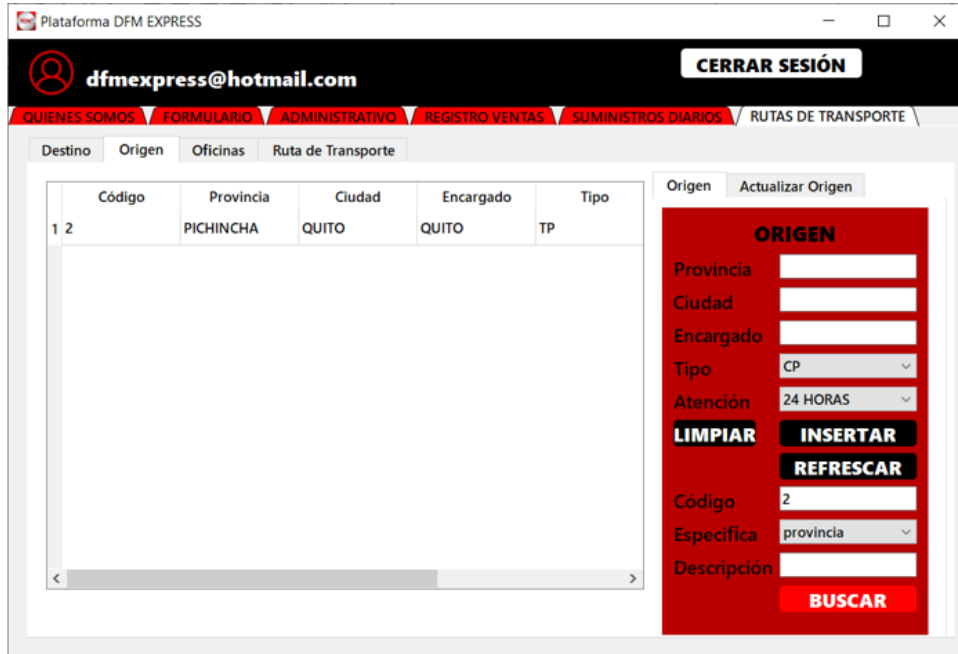 Plataforma DFM EXPRESS
dfmexpress@hotmail.com
CERRAR SESIÓN
QUIENES SOMOS FORMULARIO ADMINISTRATIVO REGISTRO VENTAS SUMINISTROS DIARIOS RUTAS DE TRANSPORTE
Destino Origen Oficinas Ruta de Transporte
Código Provincia Ciudad Encargado Tipo
1 2 PICHINCHA QUITO QUITO TP
Origen Actualizar Origen
ORIGEN
Provincia
Ciudad
Encargado
Tipo CP
Atención 24 HORAS
LIMPIAR INSERTAR
REFRESCAR
Código 2
Especifica provincia
Descripción
BUSCAR